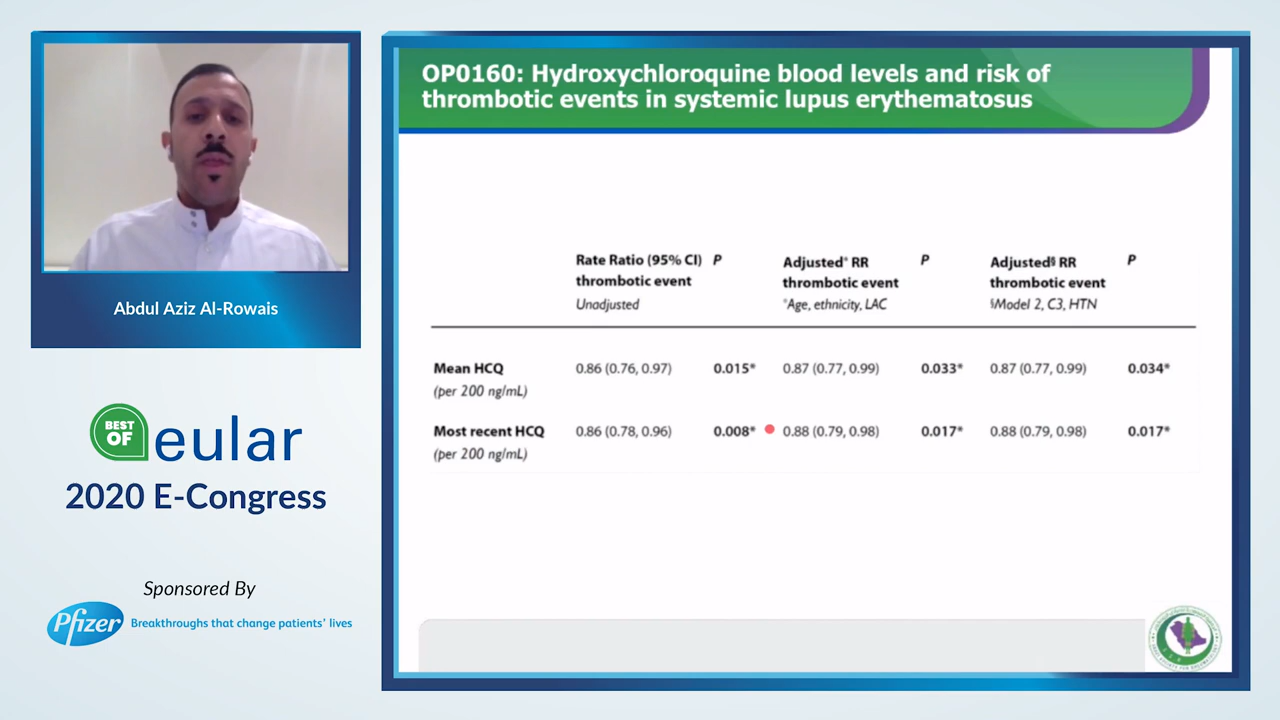 Abdul Aziz Al-Rowais
BEST
OF
eular
2020 E-Congress
Sponsored By
Pfizer
Breakthroughs that change patients' lives
OP0160: Hydroxychloroquine blood levels and risk of
thrombotic events in systemic lupus erythematosus
Rate Ratio (95% CI) P Adjusted* RR P Adjusted§ RR P
thrombotic event thrombotic event thrombotic event
Unadjusted *Age, ethnicity, LAC §Model 2, C3, HTN
Mean HCQ 0.86 (0.76, 0.97) 0.015* 0.87 (0.77, 0.99) 0.033* 0.87 (0.77, 0.99) 0.034*
(per 200 ng/mL)
Most recent HCQ 0.86 (0.78, 0.96) 0.008* 0.88 (0.79, 0.98) 0.017* 0.88 (0.79, 0.98) 0.017*
(per 200 ng/mL)